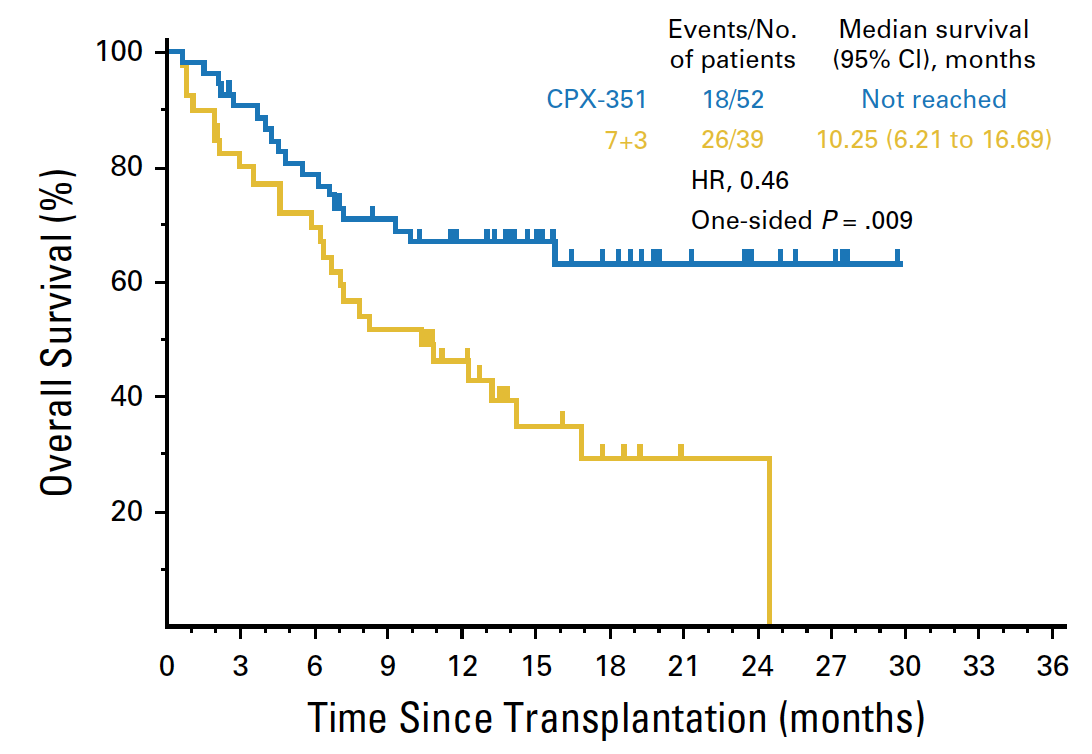 Events/No. Median survival
of patients (95% CI), months
CPX-351 18/52 Not reached
7+3 26/39 10.25 (6.21 to 16.69)
HR, 0.46
One-sided P = .009
100
80
60
40
20
Overall Survival (%)
0 3 6 9 12 15 18 21 24 27 30 33 36
Time Since Transplantation (months)